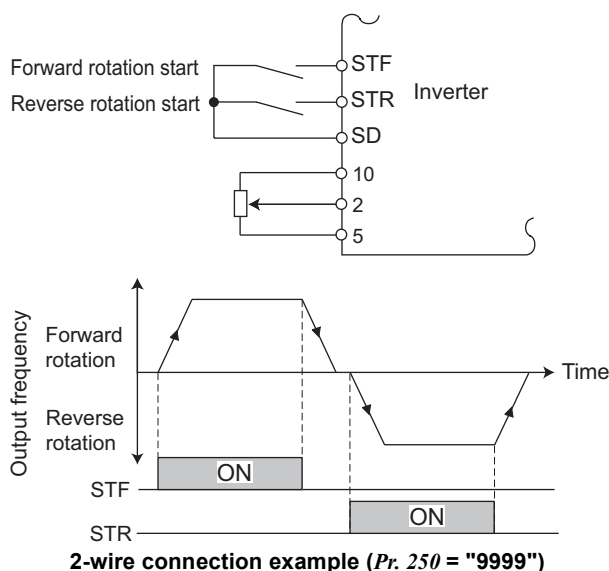 Forward rotation start
Reverse rotation start
STF
STR
SD
Inverter
10
2
5
Output frequency
Forward
rotation
Reverse
rotation
Time
ON
STF
ON
STR
2-wire connection example (Pr. 250 = "9999")